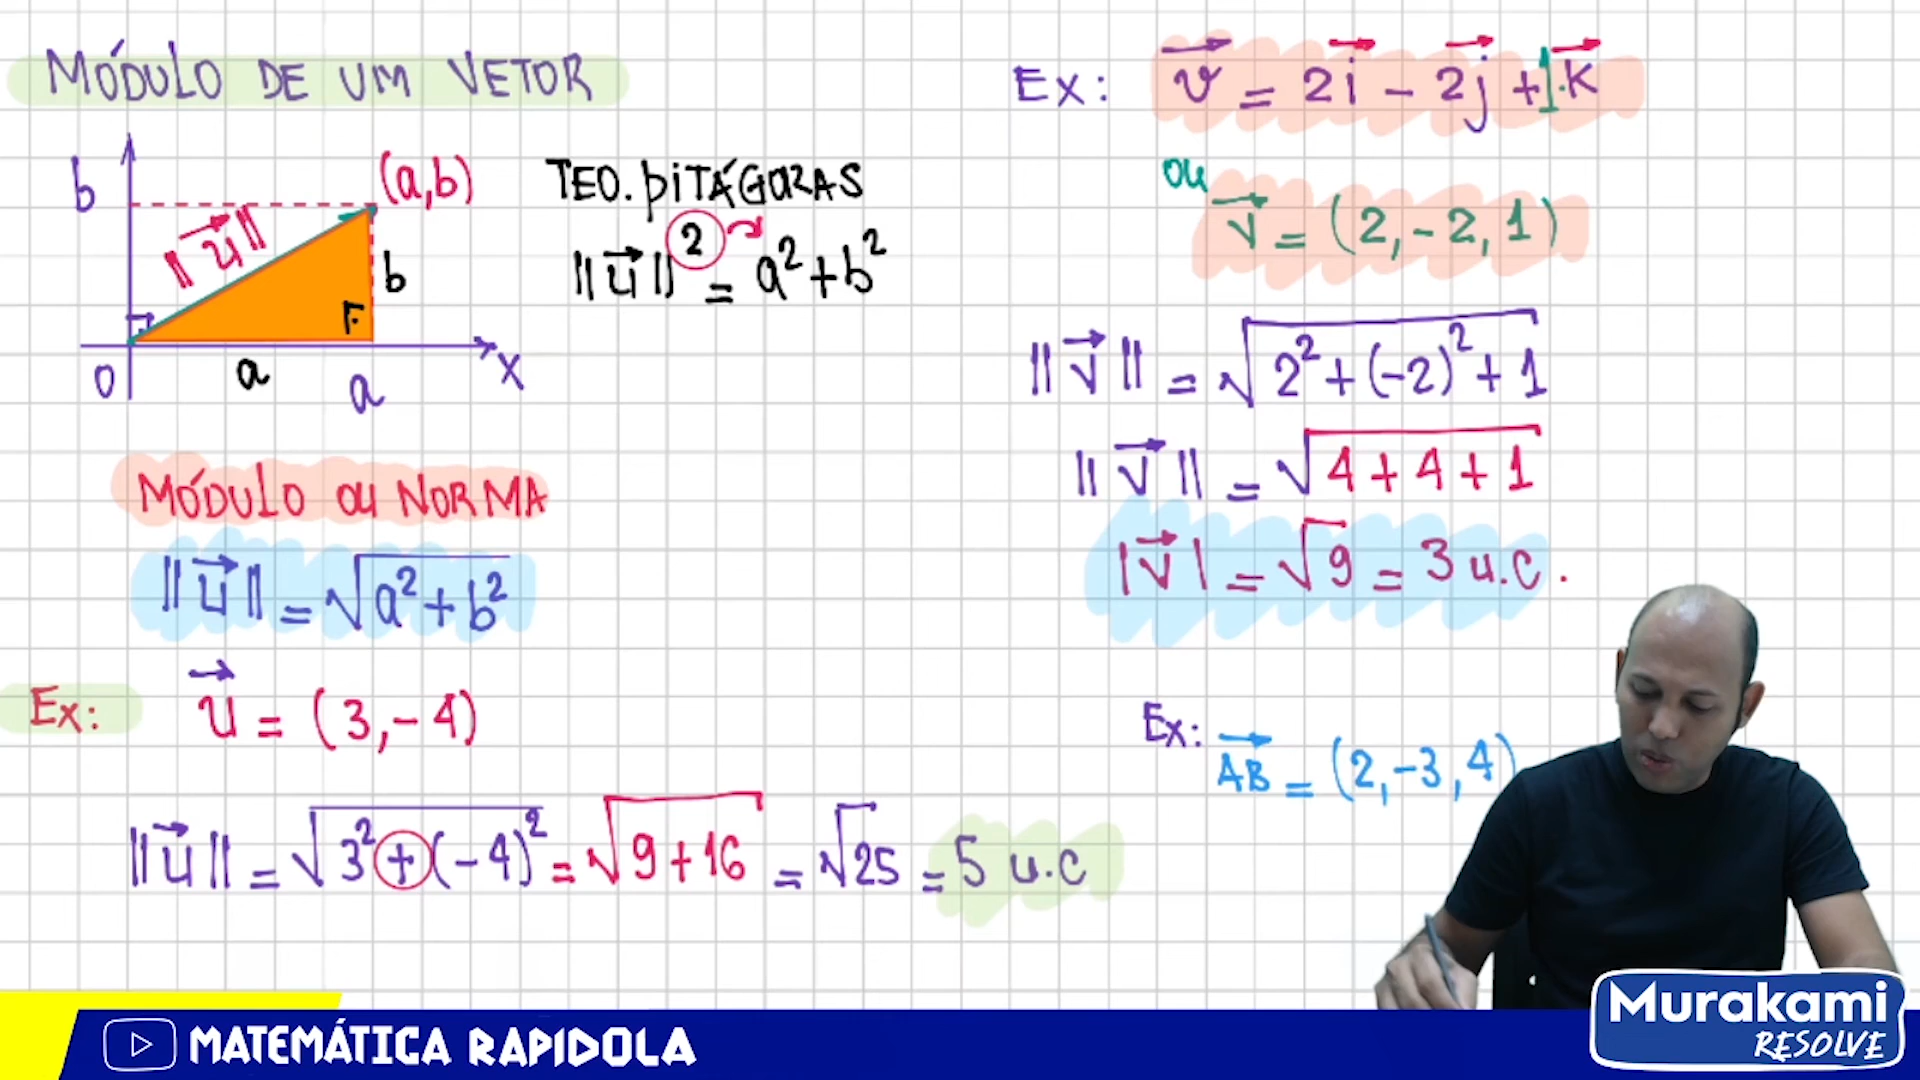 MÓDULO DE UM VETOR
b
(a,b)
||u⃗||
b
0
a
a
x
TEO. PITÁGORAS
||u⃗||² = a² + b²
MÓDULO OU NORMA
||u⃗|| = √a² + b²
Ex: u⃗ = (3, -4)
||u⃗|| = √3² + (-4)² = √9 + 16 = √25 = 5 u.c
Ex: v⃗ = 2i⃗ - 2j⃗ + 1.k⃗
ou
v⃗ = (2, -2, 1)
||v⃗|| = √2² + (-2)² + 1
||v⃗|| = √4 + 4 + 1
|v⃗| = √9 = 3 u.c.
Ex: AB⃗ = (2, -3, 4)
MATEMÁTICA RAPIDOLA
Murakami
RESOLVE